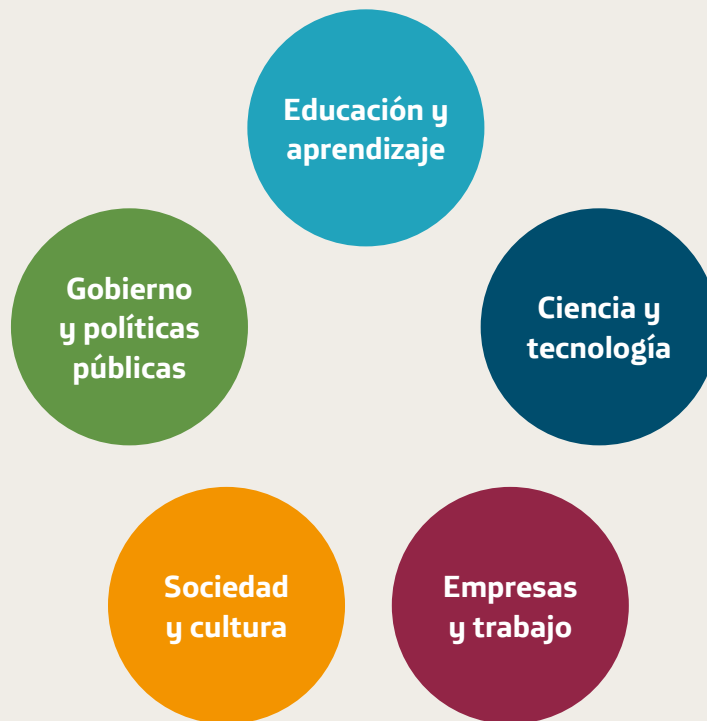 Educación y
aprendizaje
Gobierno
y políticas
públicas
Ciencia y
tecnología
Sociedad
y cultura
Empresas
y trabajo